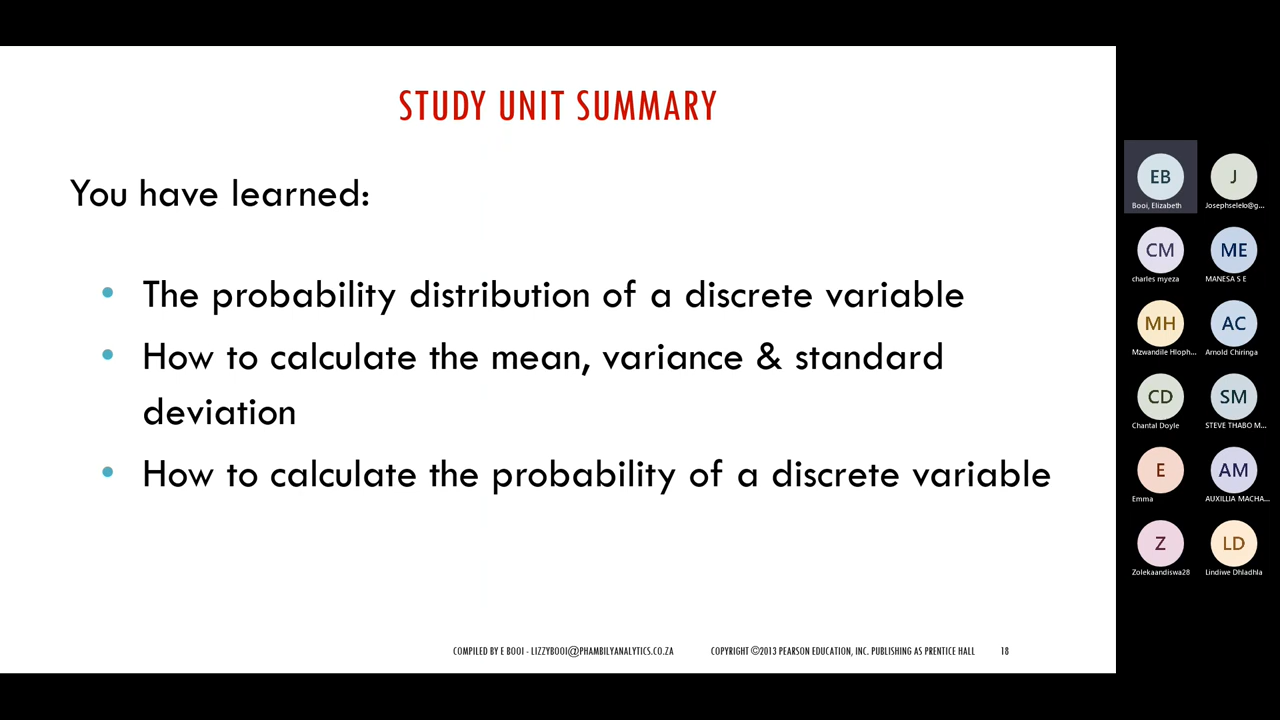 STUDY UNIT SUMMARY
You have learned:
• The probability distribution of a discrete variable
• How to calculate the mean, variance & standard
deviation
• How to calculate the probability of a discrete variable
COMPILED BY E BOOI - LIZZYBOOI@PHAMBILYANALYTICS.CO.ZA COPYRIGHT ©2013 PEARSON EDUCATION, INC. PUBLISHING AS PRENTICE HALL 18
EB J
Booi, Elizabeth Josephselelo@g...
CM ME
charles myeza MANESA S E
MH AC
Mzwandile Hloph... Arnold Chiringa
CD SM
Chantal Doyle STEVE THABO M...
E AM
Emma AUXILLIA MACHA...
Z LD
Zolekaandiswa28 Lindiwe Dhladhla